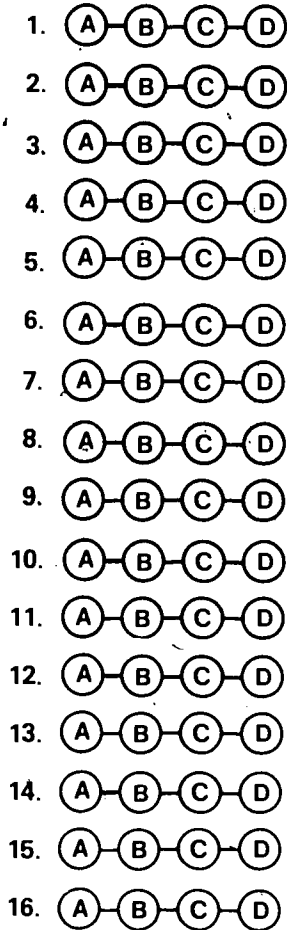 1. A B C D
2. A B C D
3. A B C D
4. A B C D
5. A B C D
6. A B C D
7. A B C D
8. A B C D
9. A B C D
10. A B C D
11. A B C D
12. A B C D
13. A B C D
14. A B C D
15. A B C D
16. A B C D